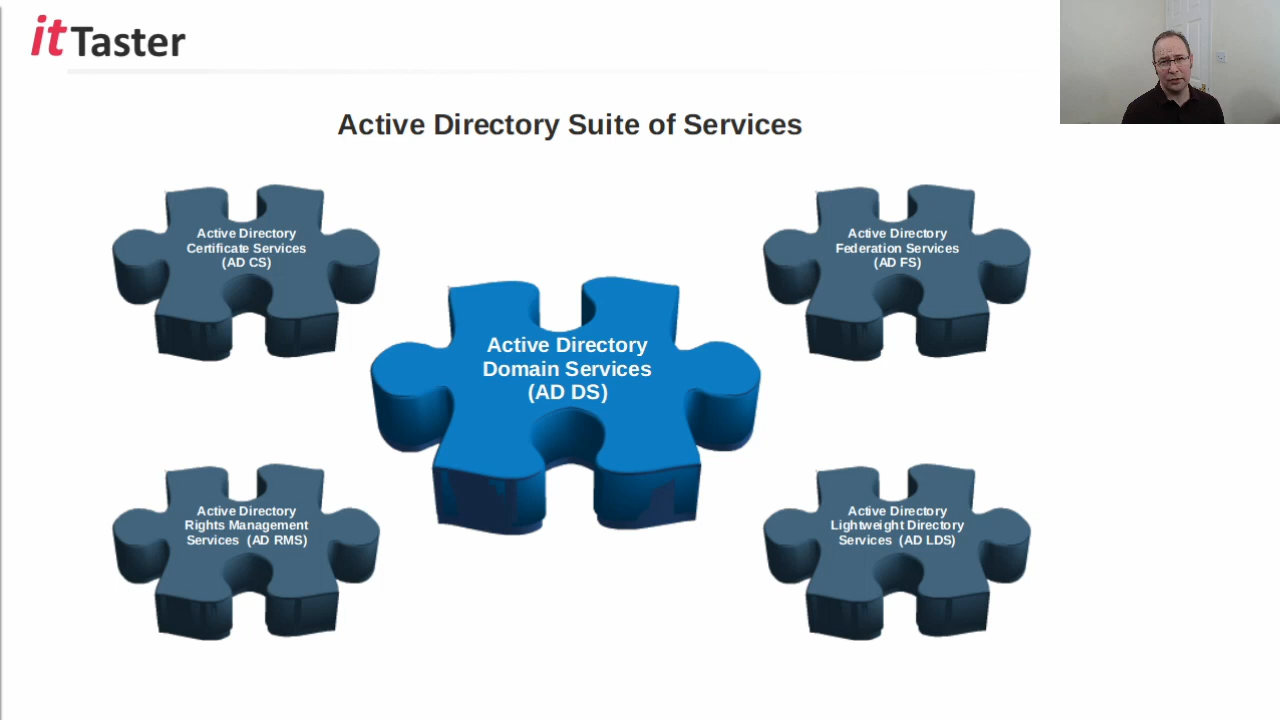 itTaster
Active Directory Suite of Services
Active Directory
Certificate Services
(AD CS)
Active Directory
Federation Services
(AD FS)
Active Directory
Domain Services
(AD DS)
Active Directory
Rights Management
Services (AD RMS)
Active Directory
Lightweight Directory
Services (AD LDS)